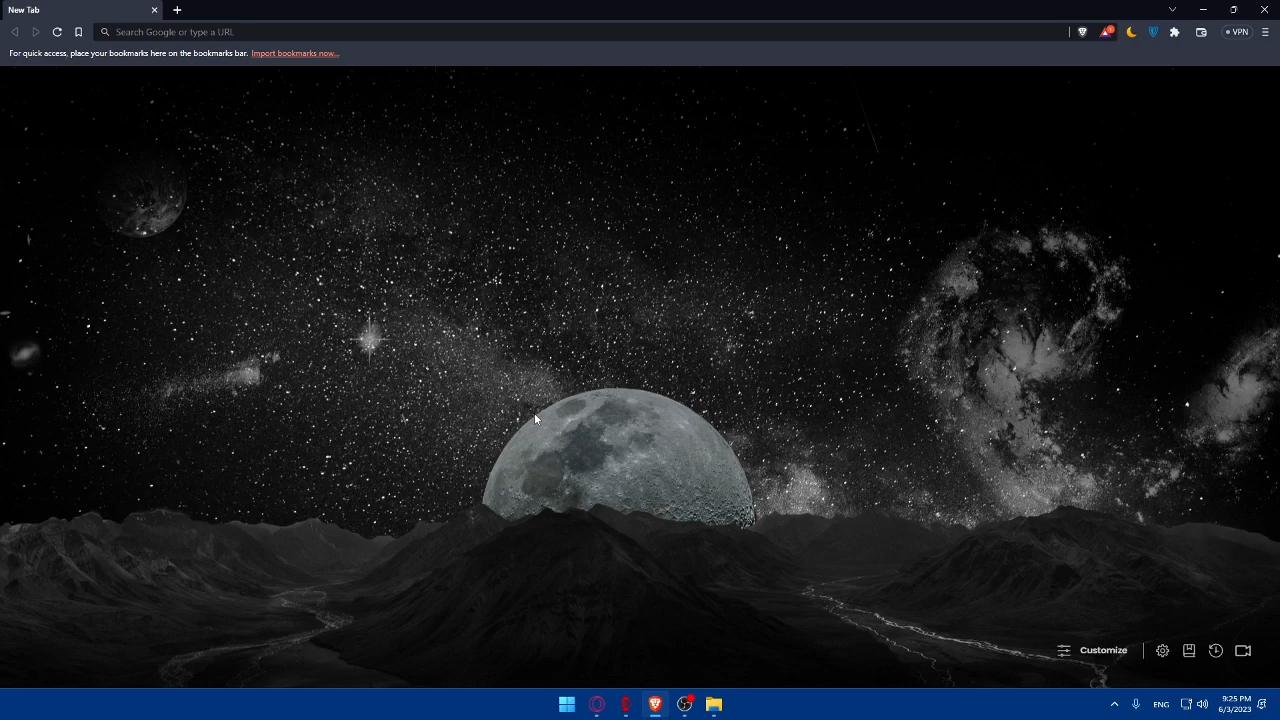 New Tab
Search Google or type a URL
1
VPN
For quick access, place your bookmarks here on the bookmarks bar. Import bookmarks now...
Customize
ENG
9:25 PM
6/3/2023